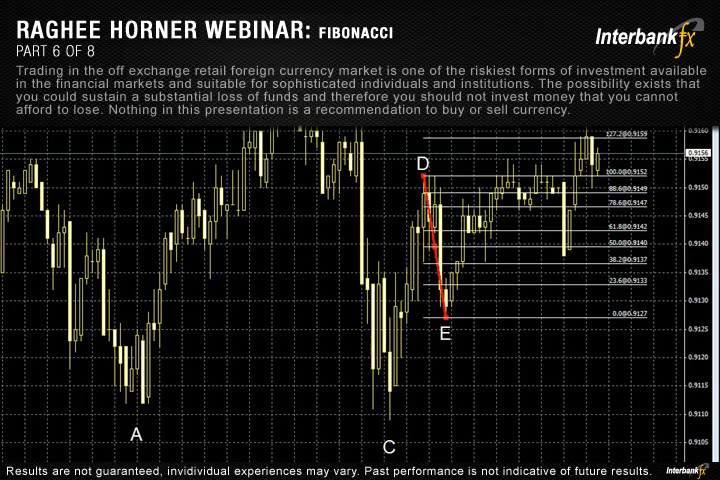 RAGHEE HORNER WEBINAR: FIBONACCI
PART 6 OF 8
Interbankfx
Trading in the off exchange retail foreign currency market is one of the riskiest forms of investment available
in the financial markets and suitable for sophisticated individuals and institutions. The possibility exists that
you could sustain a substantial loss of funds and therefore you should not invest money that you cannot
afford to lose. Nothing in this presentation is a recommendation to buy or sell currency.
0.9160
127.2@0.9159
0.9156
0.9155
D
100.0@0.9152
88.6@0.9149
0.9150
78.6@0.9147
0.9145
61.8@0.9142
50.0@0.9140
0.9140
38.2@0.9137
0.9135
23.6@0.9133
0.9130
0.0@0.9127
E
0.9125
0.9120
0.9115
0.9110
A
C
0.9105
Results are not guaranteed, invidividual experiences may vary. Past performance is not indicative of future results.
Interbankfx